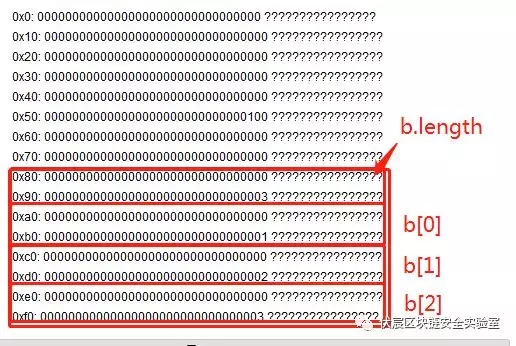 0x0: 00000000000000000000000000000000 ????????????????
0x10: 00000000000000000000000000000000 ????????????????
0x20: 00000000000000000000000000000000 ????????????????
0x30: 00000000000000000000000000000000 ????????????????
0x40: 00000000000000000000000000000000 ????????????????
0x50: 00000000000000000000000000000100 ????????????????
0x60: 00000000000000000000000000000000 ????????????????
0x70: 00000000000000000000000000000000 ????????????????
0x80: 00000000000000000000000000000000 ????????????????
0x90: 00000000000000000000000000000003 ????????????????
0xa0: 00000000000000000000000000000000 ????????????????
0xb0: 00000000000000000000000000000001 ????????????????
0xc0: 00000000000000000000000000000000 ????????????????
0xd0: 00000000000000000000000000000002 ????????????????
0xe0: 00000000000000000000000000000000 ????????????????
0xf0: 00000000000000000000000000000003 ????????????????
b.length
b[0]
b[1]
b[2]
伏宸区块链安全实验室